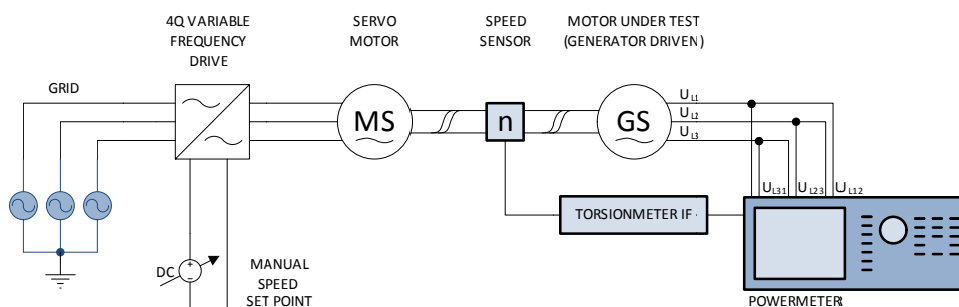 4Q VARIABLE
FREQUENCY
DRIVE
SERVO
MOTOR
SPEED
SENSOR
MOTOR UNDER TEST
(GENERATOR DRIVEN)
GRID
MS
n
GS
UL1
UL2
UL3
UL31
UL23
UL12
TORSIONMETER IF
DC
+
−
MANUAL
SPEED
SET POINT
POWERMETER